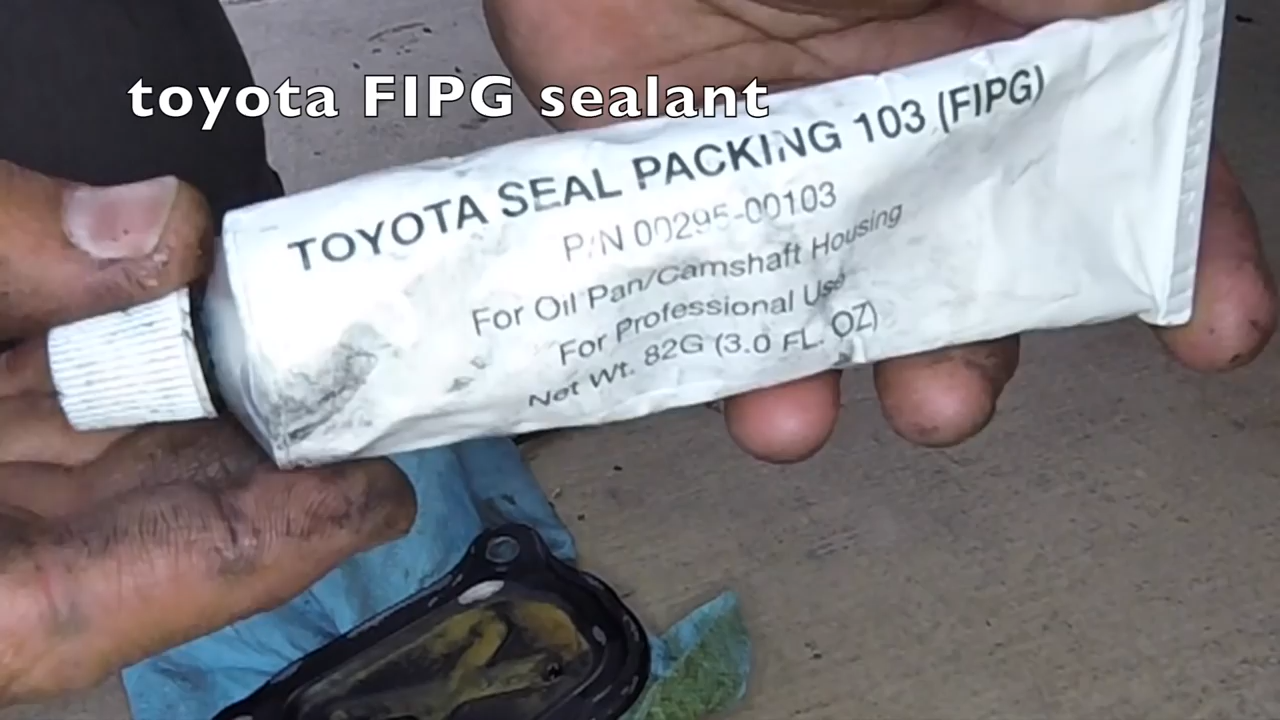 toyota FIPG sealant
TOYOTA SEAL PACKING 103 (FIPG)
P/N 00295-00103
For Oil Pan/Camshaft Housing
For Professional Use
Net Wt. 82G (3.0 FL. OZ)